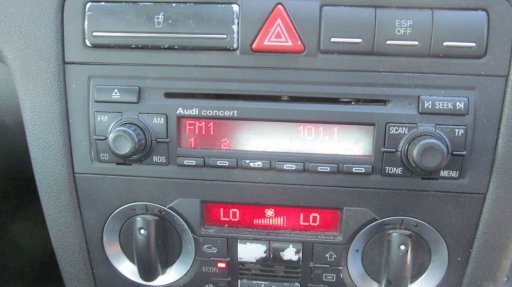 ESP
OFF
SEEK
Audi concert
FM
AM
FM1
101.1
1
2
SCAN
TP
CD
RDS
TONE
MENU
LO
LO
ECON